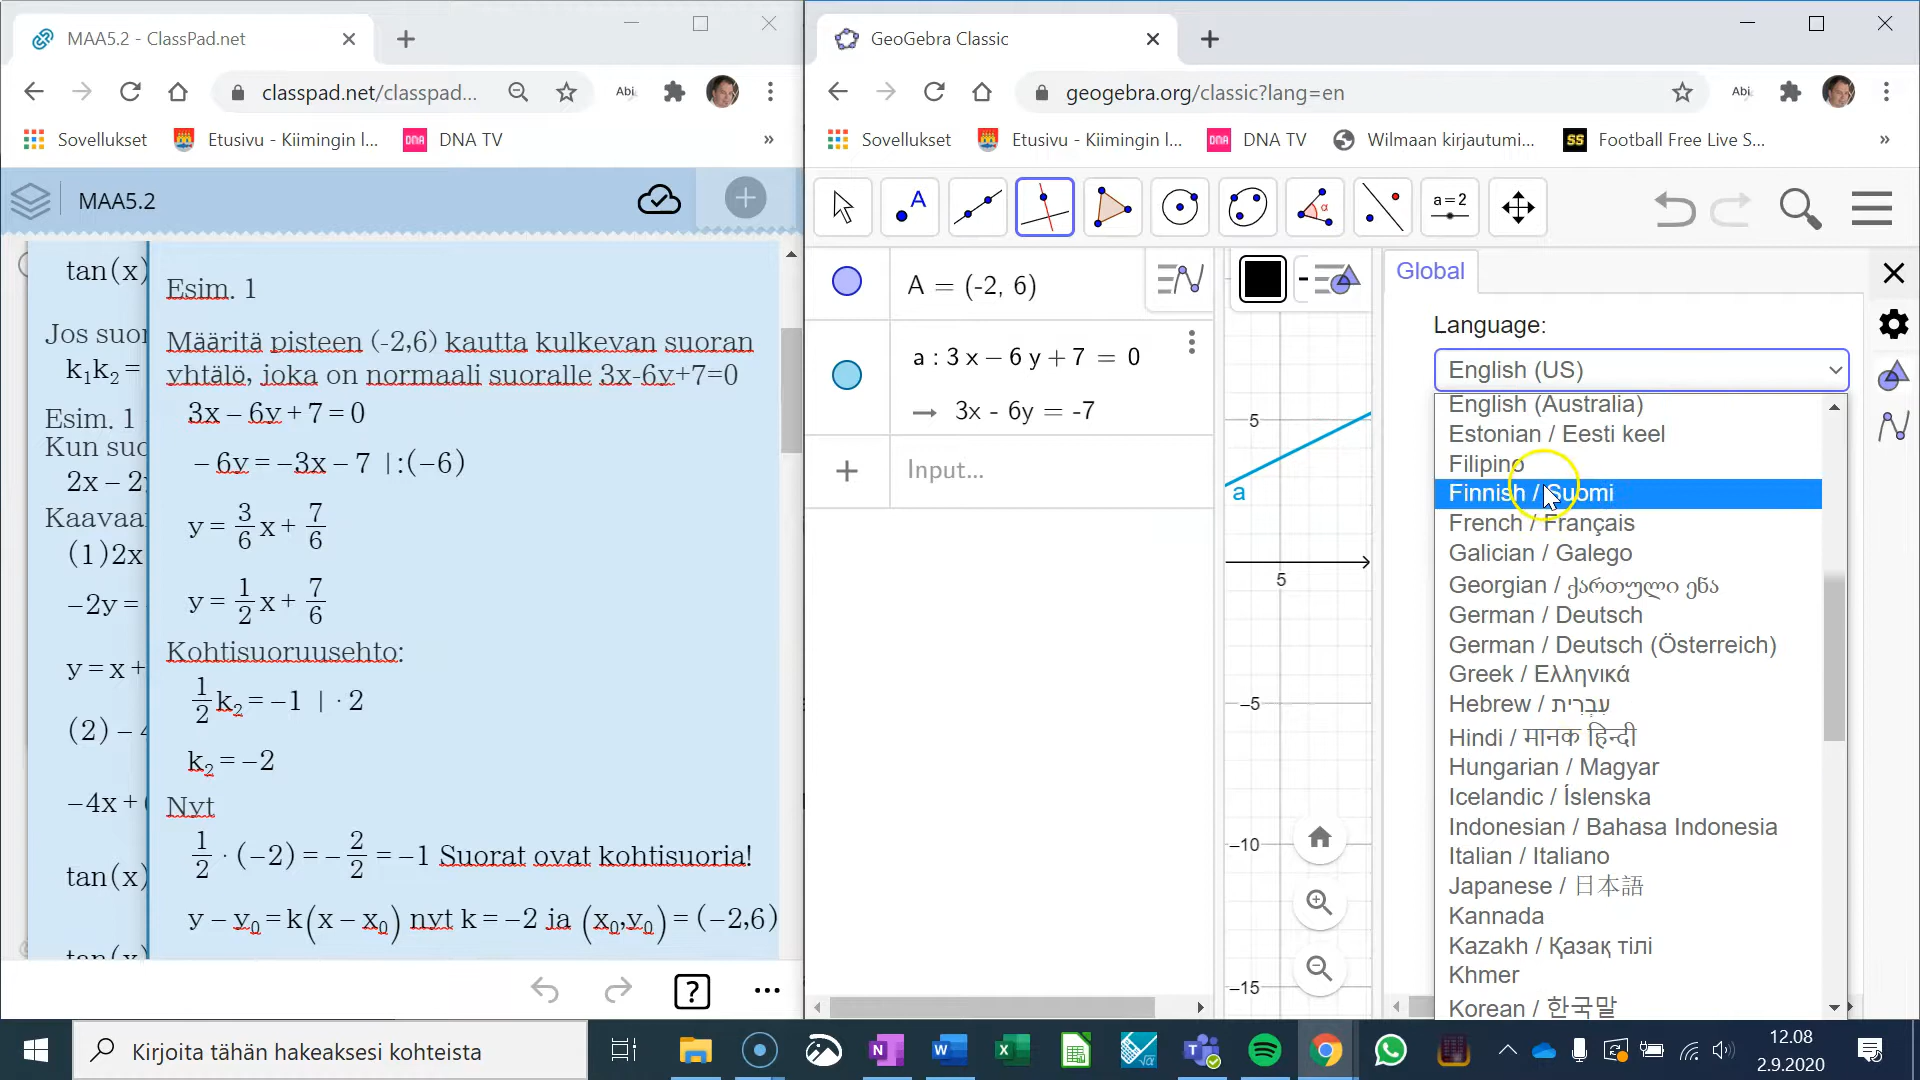 MAA5.2 - ClassPad.net
classpad.net/classpad...
Abi
Sovellukset
Etusivu - Kiimingin l...
DNA TV
»
MAA5.2
tan(x)
Jos suor
k₁k₂ =
Esim. 1
Kun suo
2x – 2y
Kaavaan
(1) 2x
–2y =
y = x +
(2) – 4
–4x + (
tan(x)
tan(x)
Esim. 1
Määritä pisteen (-2,6) kautta kulkevan suoran
yhtälö, joka on normaali suoralle 3x-6y+7=0
3x – 6y + 7 = 0
– 6y = –3x – 7 | :(–6)
y = 3/6 x + 7/6
y = 1/2 x + 7/6
Kohtisuoruusehto:
1/2 k₂ = –1 | · 2
k₂ = –2
Nyt
1/2 · (–2) = – 2/2 = –1 Suorat ovat kohtisuoria!
y – y₀ = k(x – x₀) nyt k = –2 ja (x₀,y₀) = (–2,6)
?
GeoGebra Classic
geogebra.org/classic?lang=en
Abi
Sovellukset
Etusivu - Kiimingin l...
DNA TV
Wilmaan kirjautumi...
SS
Football Free Live S...
»
A
α
a=2
A = (-2, 6)
a : 3 x – 6 y + 7 = 0
→ 3x - 6y = -7
Input...
5
a
5
–5
–10
–15
Global
Language:
English (US)
English (Australia)
Estonian / Eesti keel
Filipino
Finnish / Suomi
French / Français
Galician / Galego
Georgian / ქართული ენა
German / Deutsch
German / Deutsch (Österreich)
Greek / Ελληνικά
Hebrew / עִבְרִית
Hindi / मानक हिन्दी
Hungarian / Magyar
Icelandic / Íslenska
Indonesian / Bahasa Indonesia
Italian / Italiano
Japanese / 日本語
Kannada
Kazakh / Қазақ тілі
Khmer
Korean / 한국말
Kirjoita tähän hakeaksesi kohteista
12.08
2.9.2020